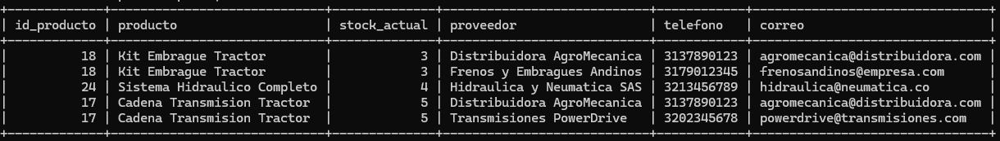 | id_producto | producto | stock_actual | proveedor | telefono | correo |
| 18 | Kit Embrague Tractor | 3 | Distribuidora AgroMecanica | 3137890123 | agromecanica@distribuidora.com |
| 18 | Kit Embrague Tractor | 3 | Frenos y Embragues Andinos | 3179012345 | frenosandinos@empresa.com |
| 24 | Sistema Hidraulico Completo | 4 | Hidraulica y Neumatica SAS | 3213456789 | hidraulica@neumatica.co |
| 17 | Cadena Transmision Tractor | 5 | Distribuidora AgroMecanica | 3137890123 | agromecanica@distribuidora.com |
| 17 | Cadena Transmision Tractor | 5 | Transmisiones PowerDrive | 3202345678 | powerdrive@transmisiones.com |